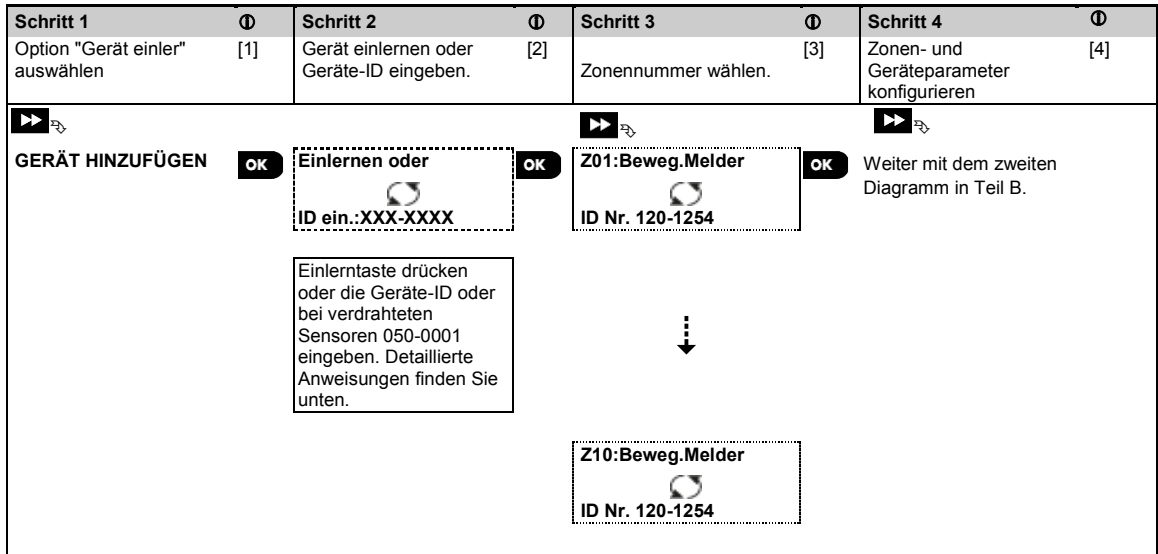 Schritt 1
Schritt 2
Schritt 3
Schritt 4
Option "Gerät einler"
auswählen
[1]
Gerät einlernen oder
Geräte-ID eingeben.
[2]
Zonennummer wählen.
[3]
Zonen- und
Geräteparameter
konfigurieren
[4]
GERÄT HINZUFÜGEN
OK
Einlernen oder
ID ein.:XXX-XXXX
OK
Z01:Beweg.Melder
ID Nr. 120-1254
OK
Weiter mit dem zweiten
Diagramm in Teil B.
Einlerntaste drücken
oder die Geräte-ID oder
bei verdrahteten
Sensoren 050-0001
eingeben. Detaillierte
Anweisungen finden Sie
unten.
Z10:Beweg.Melder
ID Nr. 120-1254